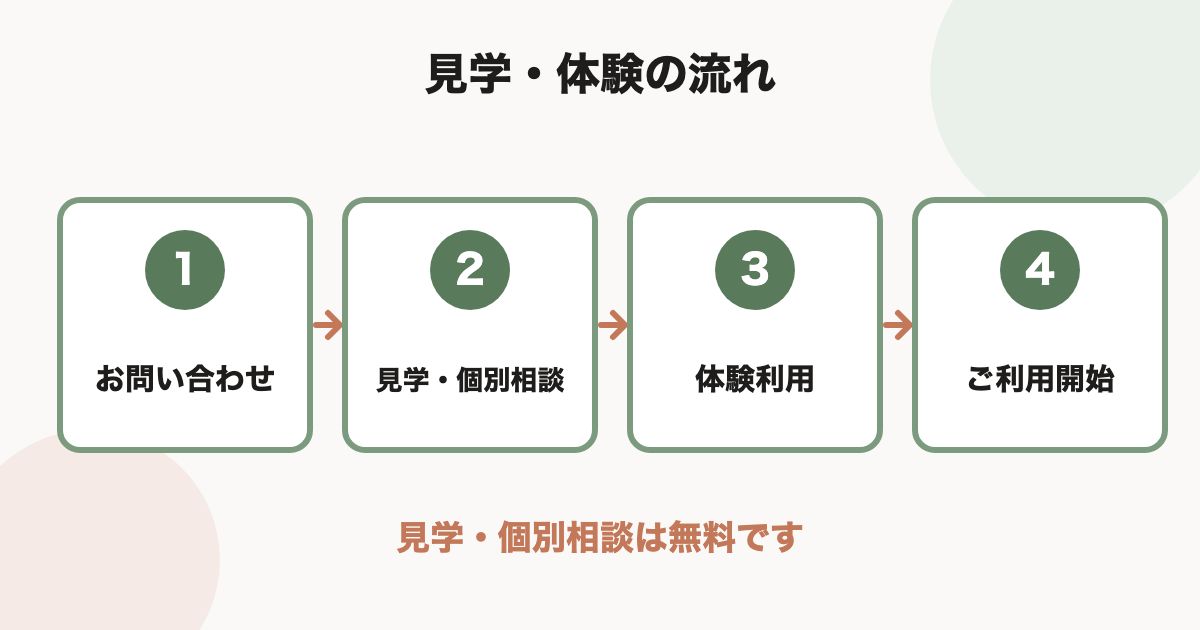 見学・体験の流れ
1
お問い合わせ
2
見学・個別相談
3
体験利用
4
ご利用開始
見学・個別相談は無料です